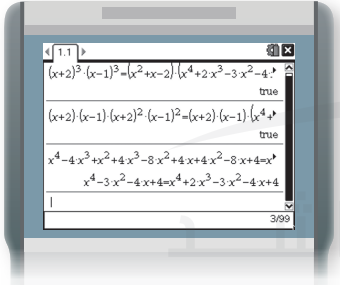 1.1
(x+2)³·(x−1)³=(x²+x−2)·(x⁴+2·x³−3·x²−4·
true
(x+2)·(x−1)·(x+2)²·(x−1)²=(x+2)·(x−1)·(x⁴+
true
x⁴−4·x³+x²+4·x³−8·x²+4·x+4·x²−8·x+4=x
x⁴−3·x²−4·x+4=x⁴+2·x³−3·x²−4·x+4
3/99